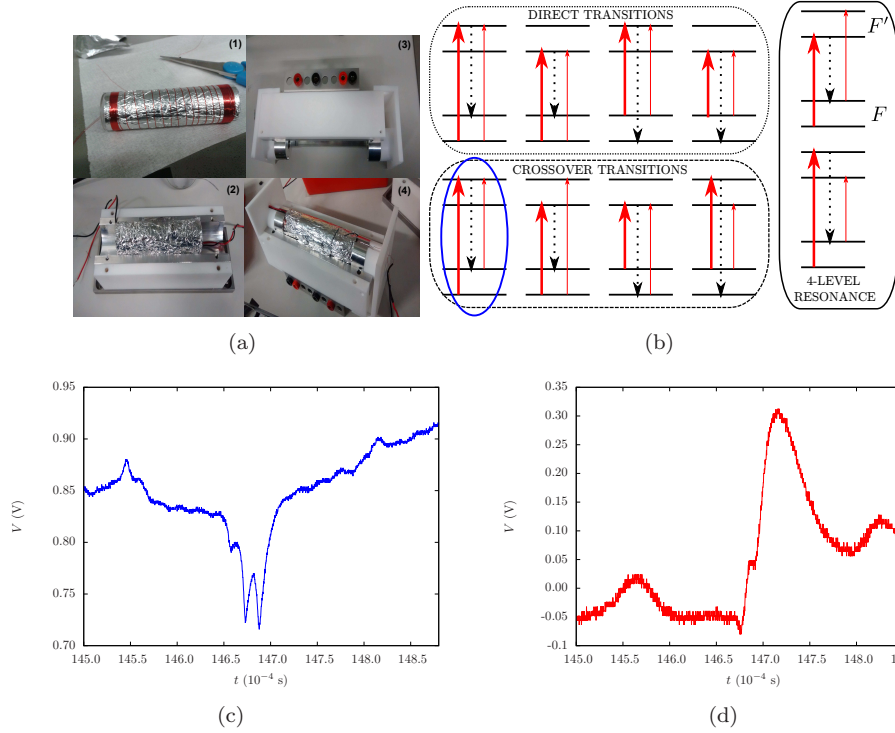 (1)
(3)
(2)
(4)
(a)
DIRECT TRANSITIONS
CROSSOVER TRANSITIONS
F′
F
4-LEVEL
RESONANCE
(b)
0.95
0.90
0.85
0.80
0.75
0.70
V (V)
145.0 145.5 146.0 146.5 147.0 147.5 148.0 148.5
t (10⁻⁴ s)
(c)
0.40
0.35
0.30
0.25
0.20
0.15
0.10
0.05
0.00
-0.05
-0.1
V (V)
145.0 145.5 146.0 146.5 147.0 147.5 148.0
t (10⁻⁴ s)
(d)